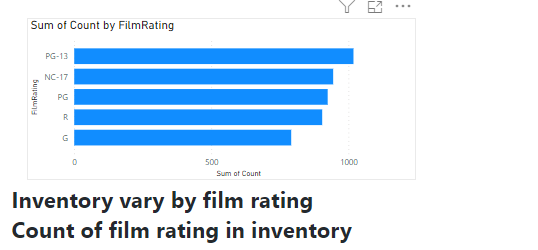 Sum of Count by FilmRating
PG-13
NC-17
PG
R
G
FilmRating
0 500 1000
Sum of Count
Inventory vary by film rating
Count of film rating in inventory